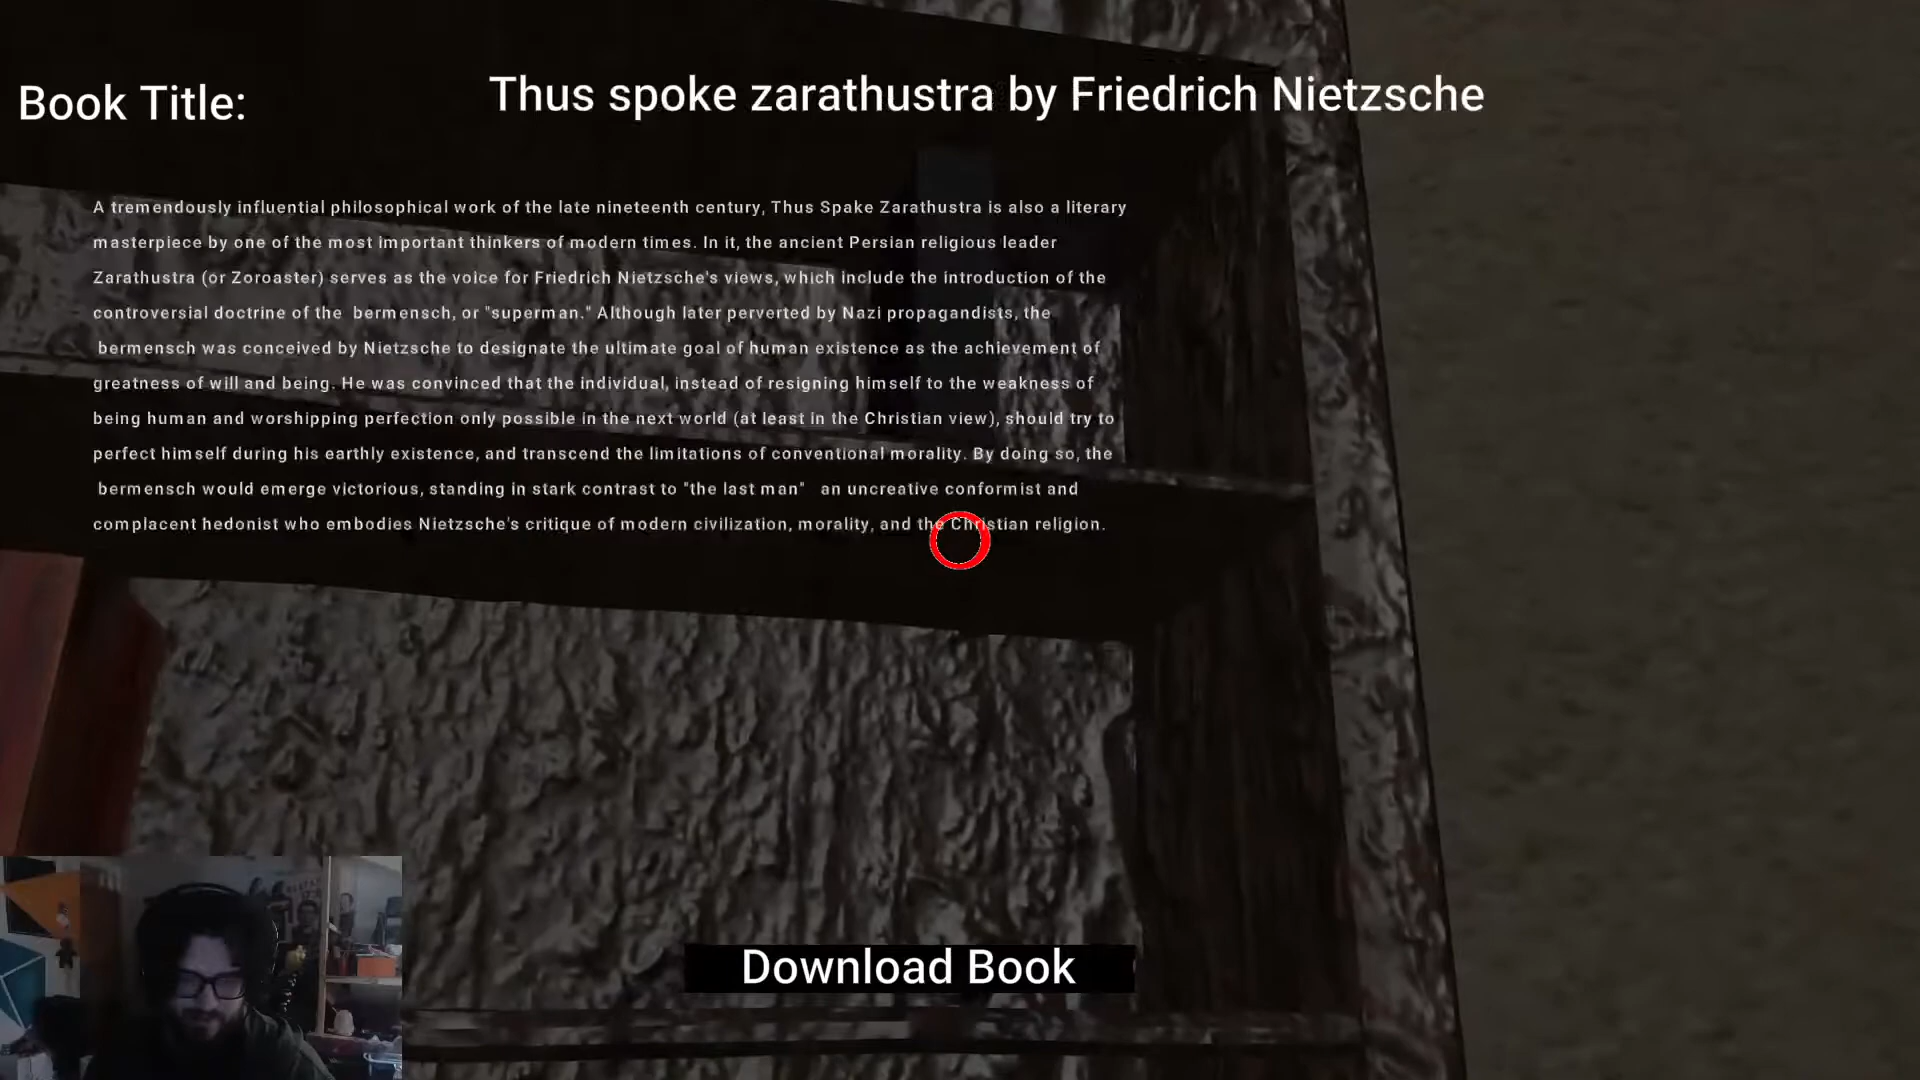 Book Title:
Thus spoke zarathustra by Friedrich Nietzsche
A tremendously influential philosophical work of the late nineteenth century, Thus Spake Zarathustra is also a literary
masterpiece by one of the most important thinkers of modern times. In it, the ancient Persian religious leader
Zarathustra (or Zoroaster) serves as the voice for Friedrich Nietzsche's views, which include the introduction of the
controversial doctrine of the  bermensch, or "superman." Although later perverted by Nazi propagandists, the
bermensch was conceived by Nietzsche to designate the ultimate goal of human existence as the achievement of
greatness of will and being. He was convinced that the individual, instead of resigning himself to the weakness of
being human and worshipping perfection only possible in the next world (at least in the Christian view), should try to
perfect himself during his earthly existence, and transcend the limitations of conventional morality. By doing so, the
bermensch would emerge victorious, standing in stark contrast to "the last man"  an uncreative conformist and
complacent hedonist who embodies Nietzsche's critique of modern civilization, morality, and the Christian religion.
Download Book